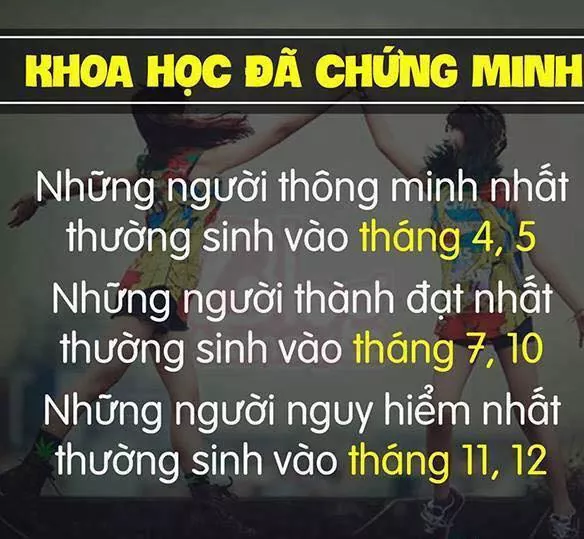 KHOA HỌC ĐÃ CHỨNG MINH
Những người thông minh nhất
thường sinh vào tháng 4, 5
Những người thành đạt nhất
thường sinh vào tháng 7, 10
Những người nguy hiểm nhất
thường sinh vào tháng 11, 12